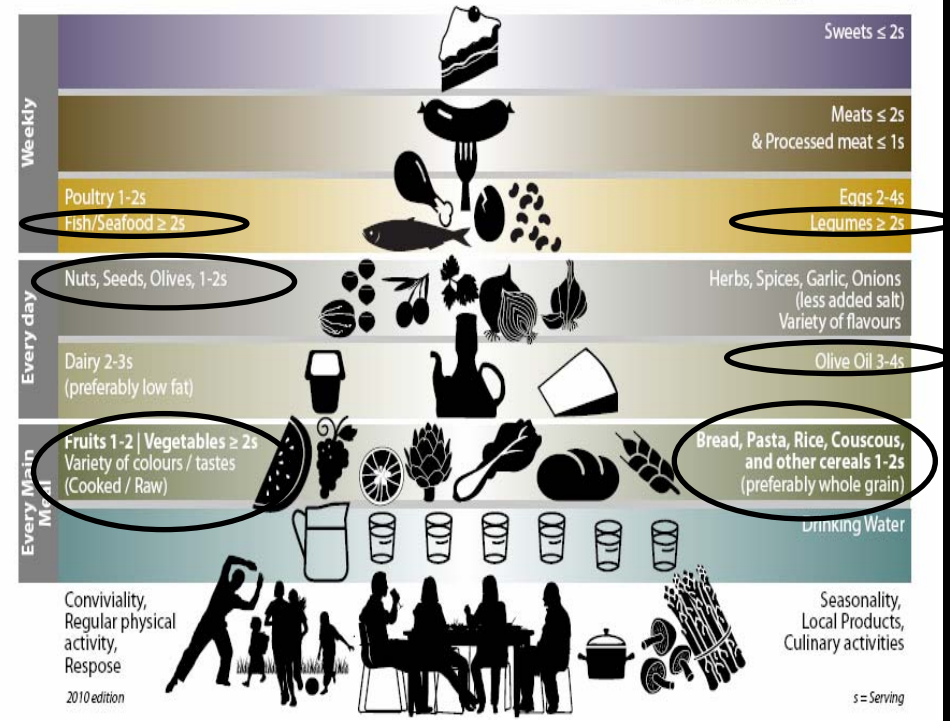 Weekly
Sweets ≤ 2s
Meats ≤ 2s
& Processed meat ≤ 1s
Poultry 1-2s
Fish/Seafood ≥ 2s
Eggs 2-4s
Legumes ≥ 2s
Every day
Nuts, Seeds, Olives, 1-2s
Herbs, Spices, Garlic, Onions
(less added salt)
Variety of flavours
Dairy 2-3s
(preferably low fat)
Olive Oil 3-4s
Every Main
Meal
Fruits 1-2 | Vegetables ≥ 2s
Variety of colours / tastes
(Cooked / Raw)
Bread, Pasta, Rice, Couscous,
and other cereals 1-2s
(preferably whole grain)
Drinking Water
Conviviality,
Regular physical
activity,
Respose
Seasonality,
Local Products,
Culinary activities
2010 edition
s = Serving